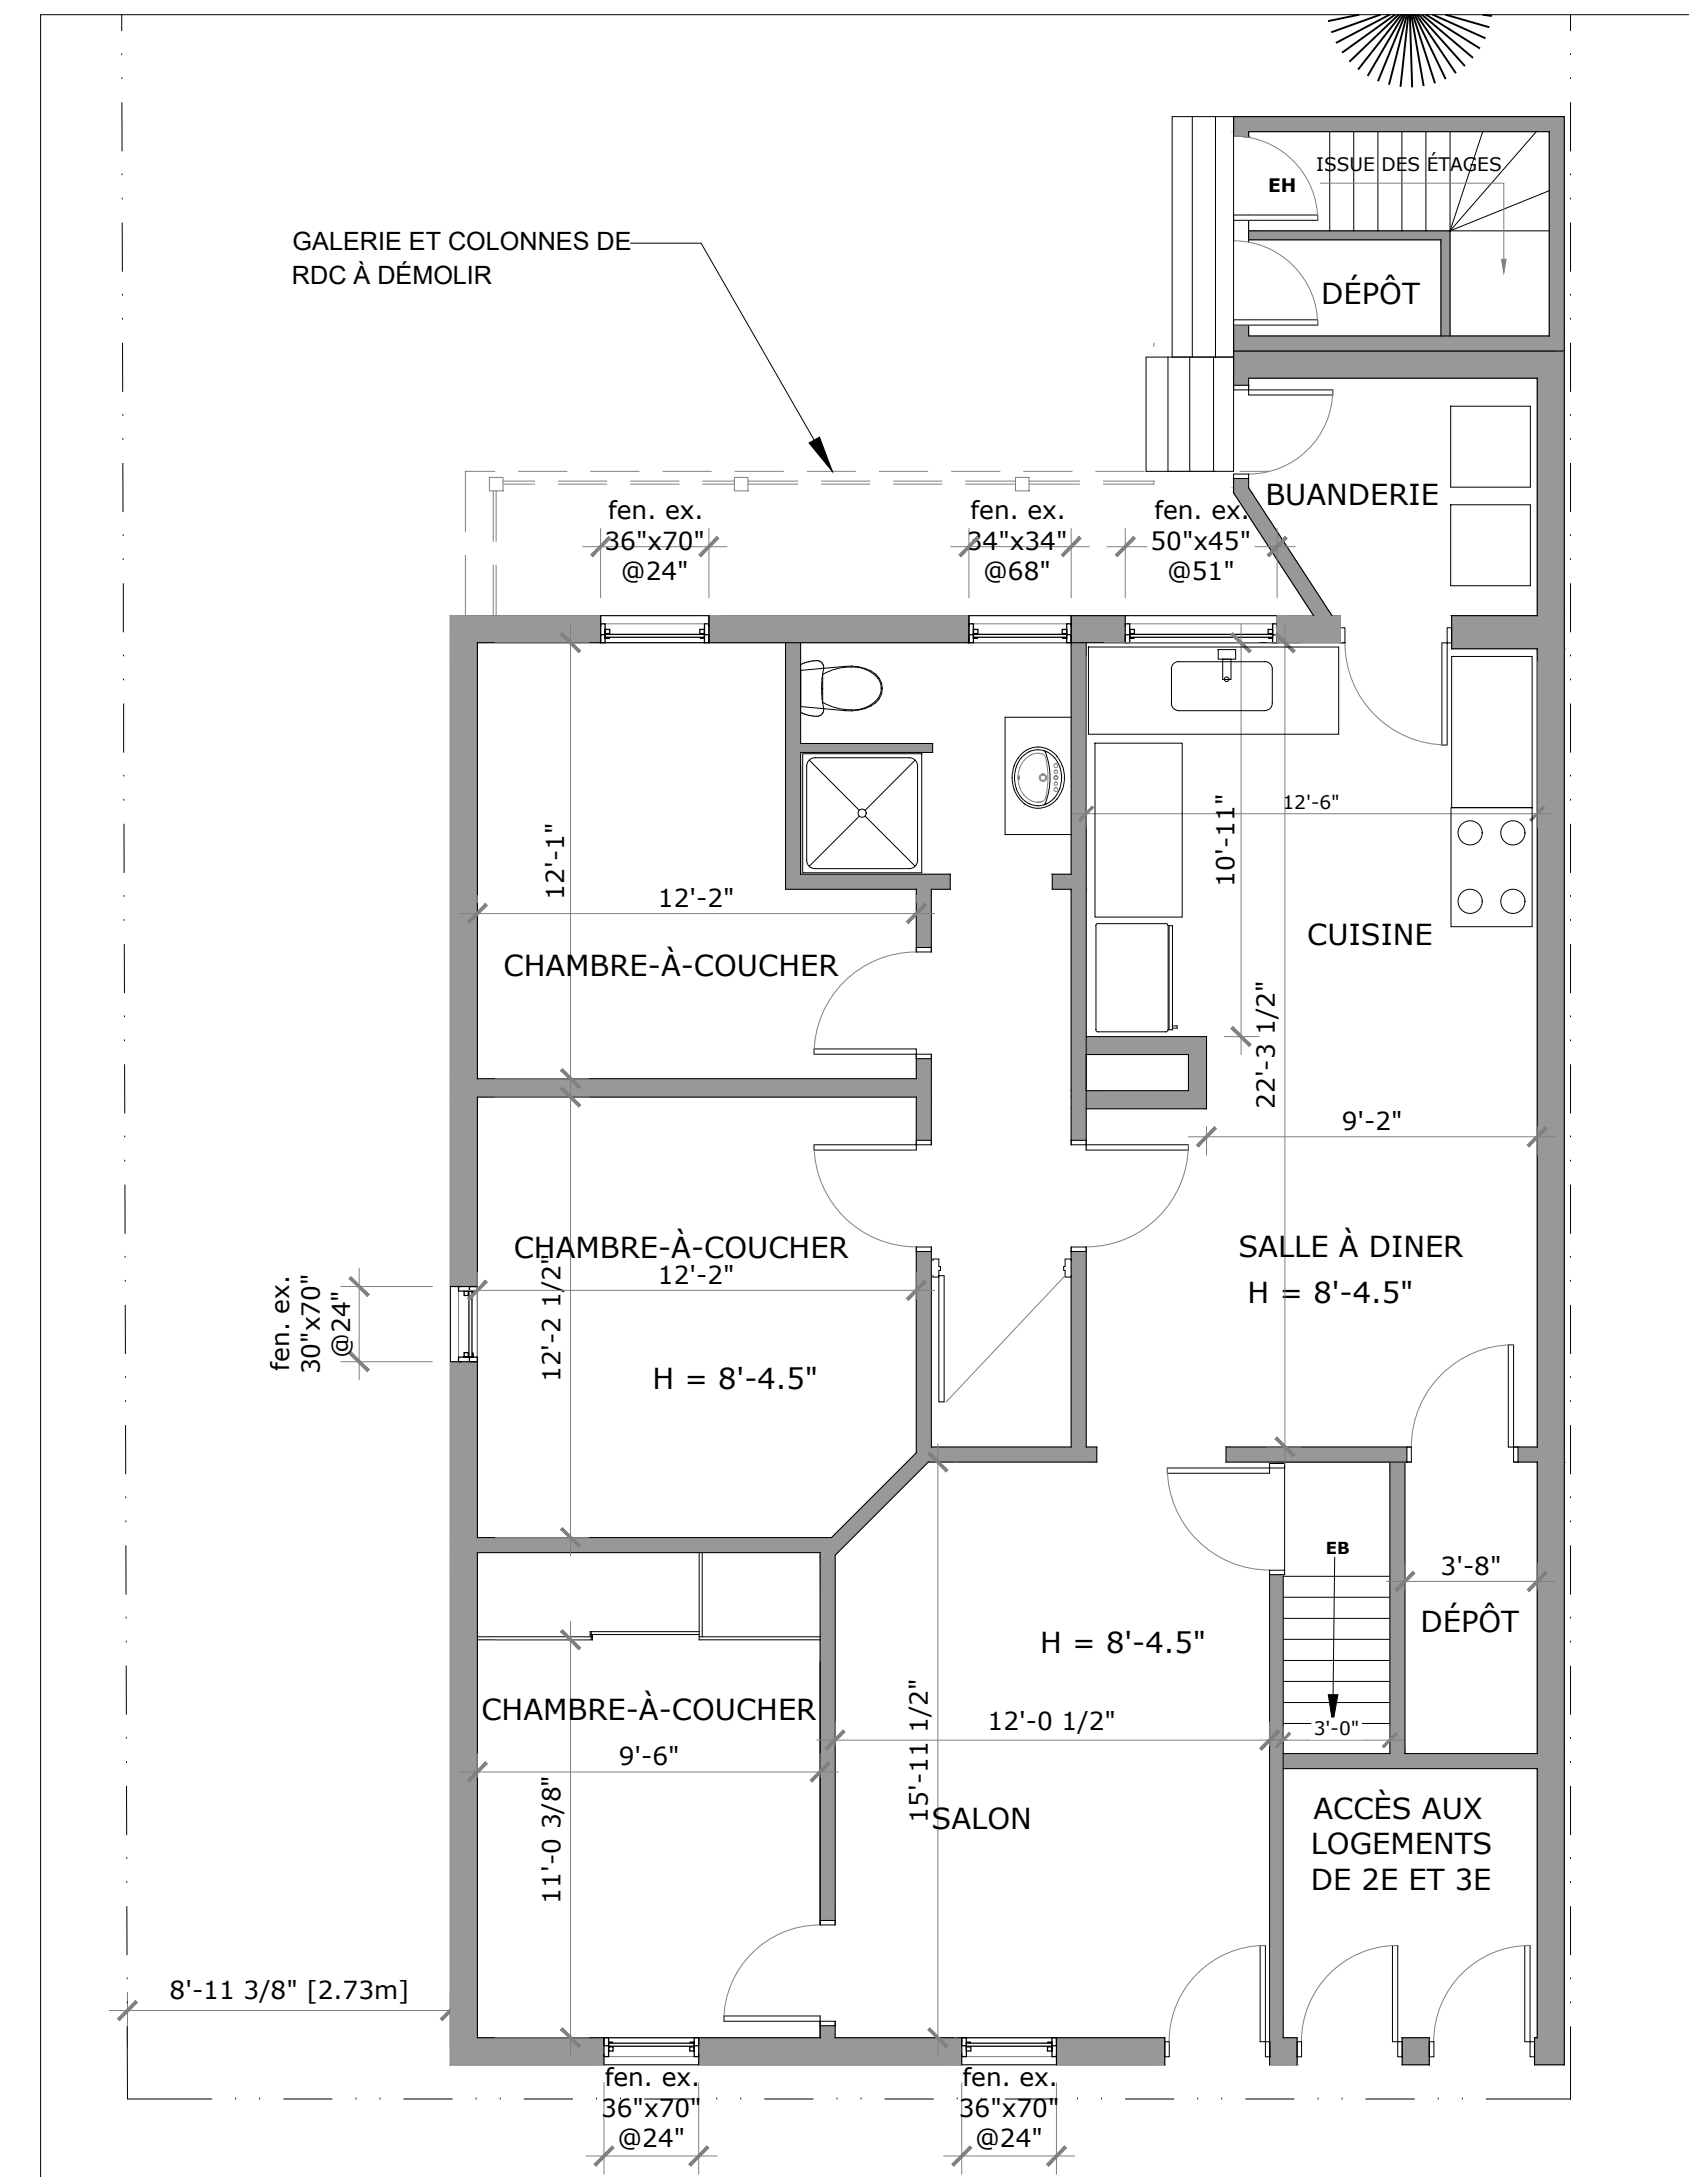 ISSUE DES ÉTAGES
EH
GALERIE ET COLONNES DE
RDC À DÉMOLIR
DÉPÔT
BUANDERIE
fen. ex.
36"x70"
@24"
fen. ex.
34"x34"
@68"
fen. ex.
50"x45"
@51"
12'-6"
10'-11"
12'-1"
12'-2"
CUISINE
CHAMBRE-À-COUCHER
22'-3 1/2"
9'-2"
CHAMBRE-À-COUCHER
12'-2"
12'-2 1/2"
SALLE À DINER
H = 8'-4.5"
fen. ex.
30"x70"
@24"
H = 8'-4.5"
EB
3'-8"
DÉPÔT
H = 8'-4.5"
CHAMBRE-À-COUCHER
9'-6"
15'-11 1/2"
12'-0 1/2"
3'-0"
11'-0 3/8"
SALON
ACCÈS AUX
LOGEMENTS
DE 2E ET 3E
8'-11 3/8" [2.73m]
fen. ex.
36"x70"
@24"
fen. ex.
36"x70"
@24"